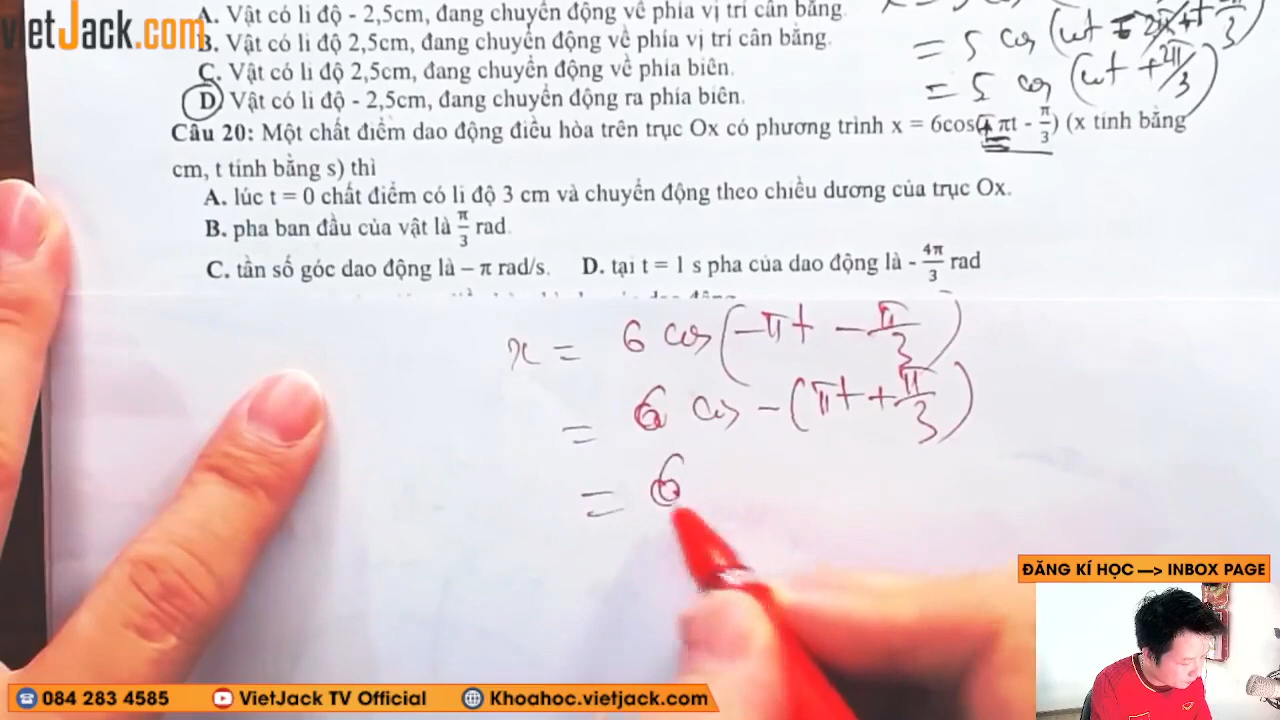 A. Vật có li độ - 2,5cm, đang chuyển động về phía vị trí cân bằng
vietJack.com
B. Vật có li độ 2,5cm, đang chuyển động về phía vị trí cân bằng.
C. Vật có li độ 2,5cm, đang chuyển động về phía biên.
D. Vật có li độ - 2,5cm, đang chuyển động ra phía biên.
= 5 cos (ωt + 2π/3)
Câu 20: Một chất điểm dao động điều hòa trên trục Ox có phương trình x = 6cos( πt - π/3) (x tính bằng
cm, t tính bằng s) thì
A. lúc t = 0 chất điểm có li độ 3 cm và chuyển động theo chiều dương của trục Ox.
B. pha ban đầu của vật là π/3 rad.
C. tần số góc dao động là – π rad/s. D. tại t = 1 s pha của dao động là - 4π/3 rad
x = 6 cos(-πt - π/3)
= 6 cos -(πt + π/3)
= 6
ĐĂNG KÍ HỌC —> INBOX PAGE
084 283 4585 VietJack TV Official Khoahoc.vietjack.com